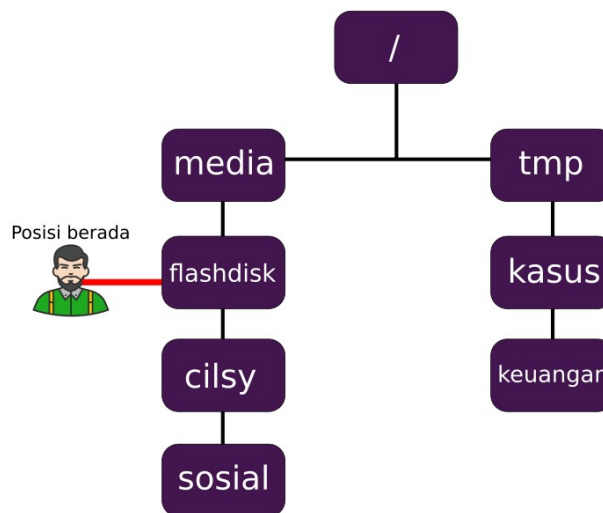 /
media
tmp
Posisi berada
flashdisk
kasus
cilsy
keuangan
sosial